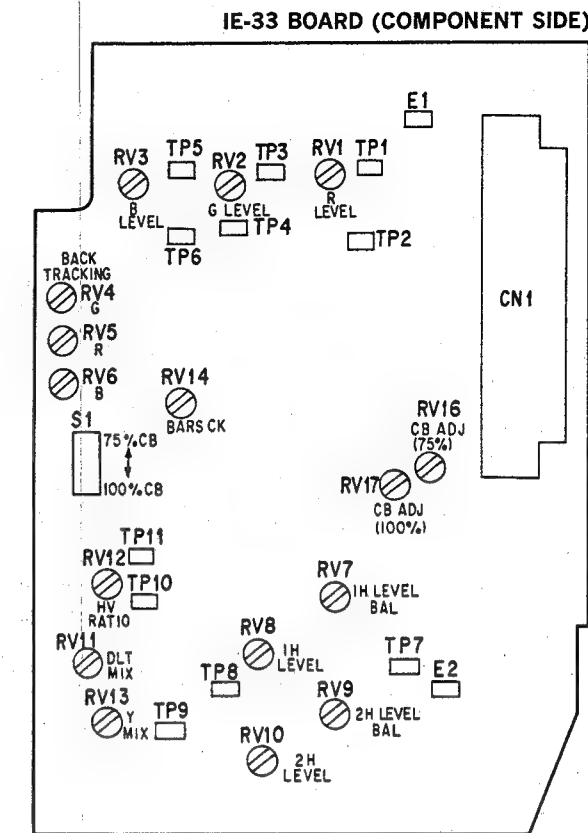 IE-33 BOARD (COMPONENT SIDE)
E1
RV3
TP5
RV2
TP3
RV1
TP1
B
LEVEL
G LEVEL
R
LEVEL
TP4
TP6
TP2
BACK
TRACKING
RV4
G
RV5
R
RV6
B
CN1
RV14
BARS CK
S1
75%CB
100%CB
RV16
CB ADJ
(75%)
RV17
CB ADJ
(100%)
TP11
RV12
TP10
HV
RATIO
RV7
1H LEVEL
BAL
RV11
DLT
MIX
RV8
1H
LEVEL
TP7
TP8
E2
RV13
Y
MIX
TP9
RV9
2H LEVEL
BAL
RV10
2H
LEVEL